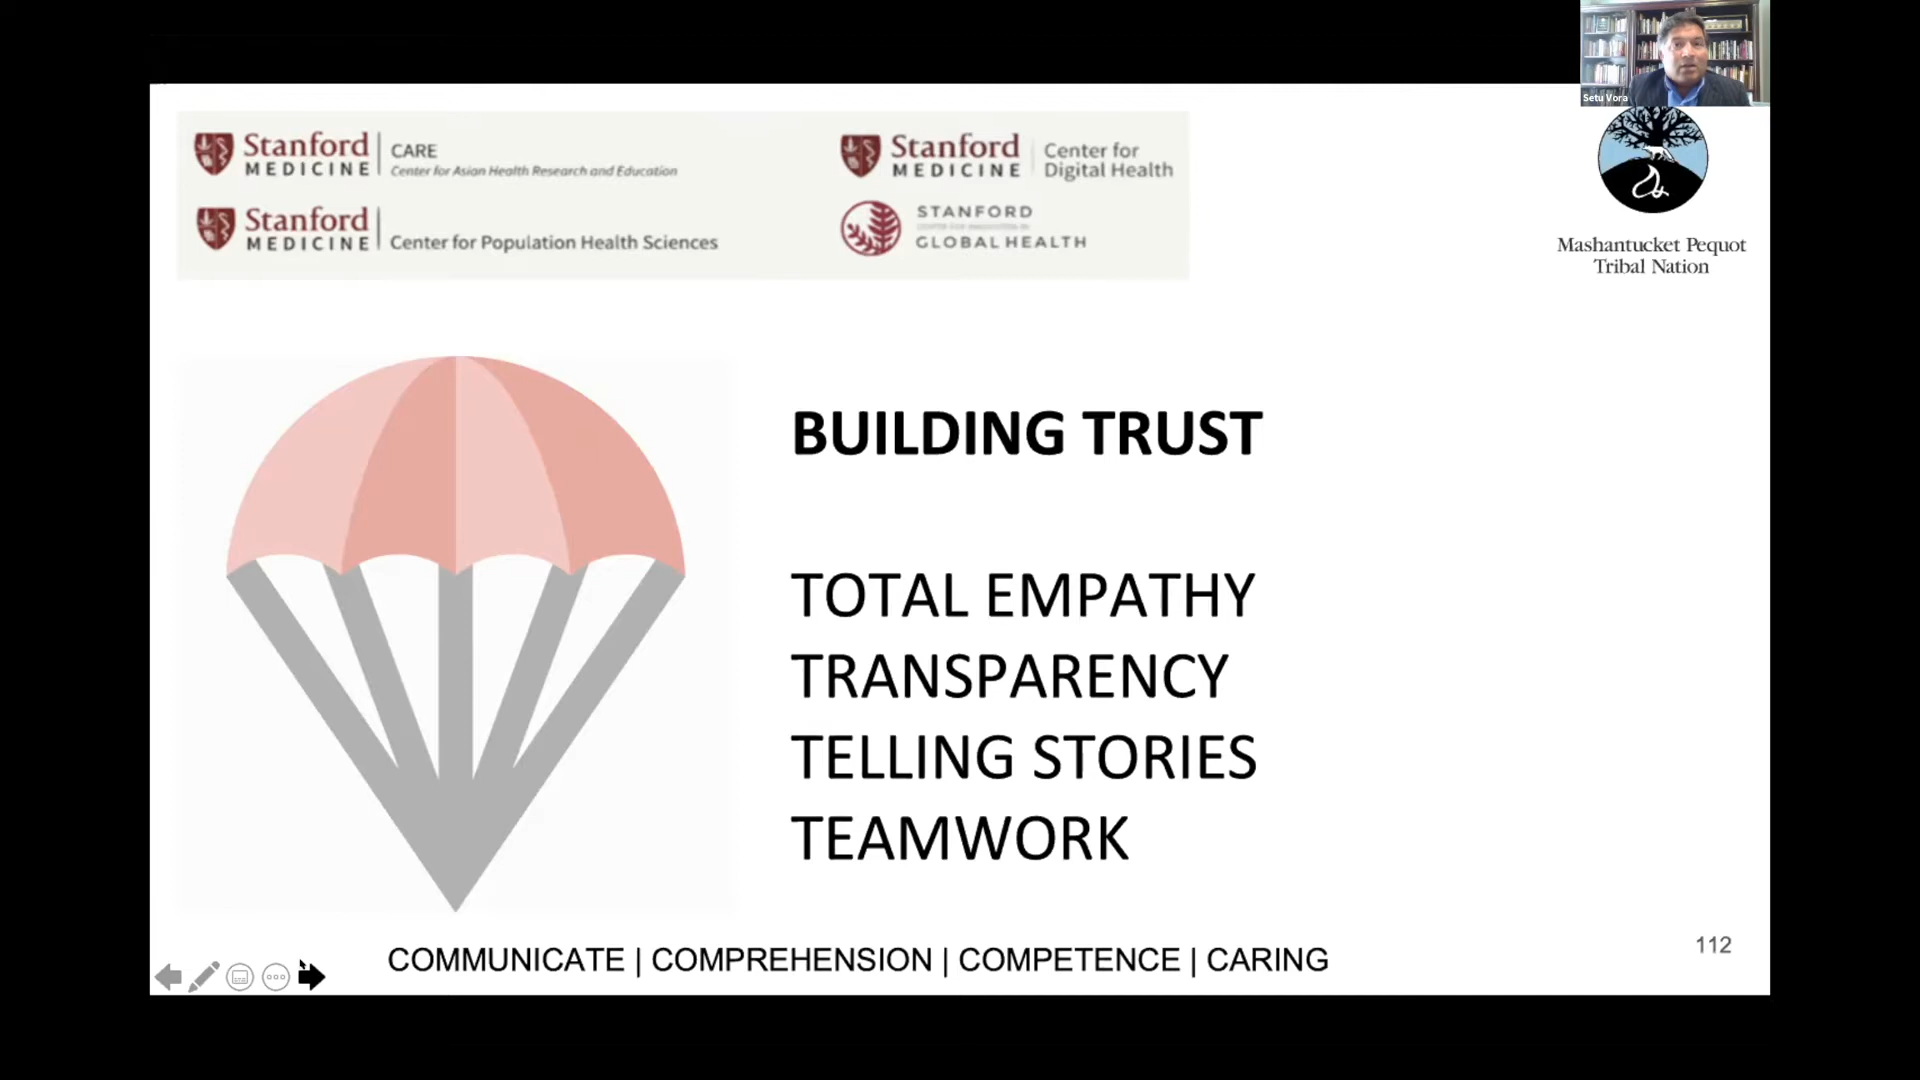 Setu Vora
Stanford
MEDICINE
CARE
Center for Asian Health Research and Education
Stanford
MEDICINE
Center for
Digital Health
Stanford
MEDICINE
Center for Population Health Sciences
STANFORD
GLOBAL HEALTH
Mashantucket Pequot
Tribal Nation
BUILDING TRUST
TOTAL EMPATHY
TRANSPARENCY
TELLING STORIES
TEAMWORK
COMMUNICATE | COMPREHENSION | COMPETENCE | CARING
112